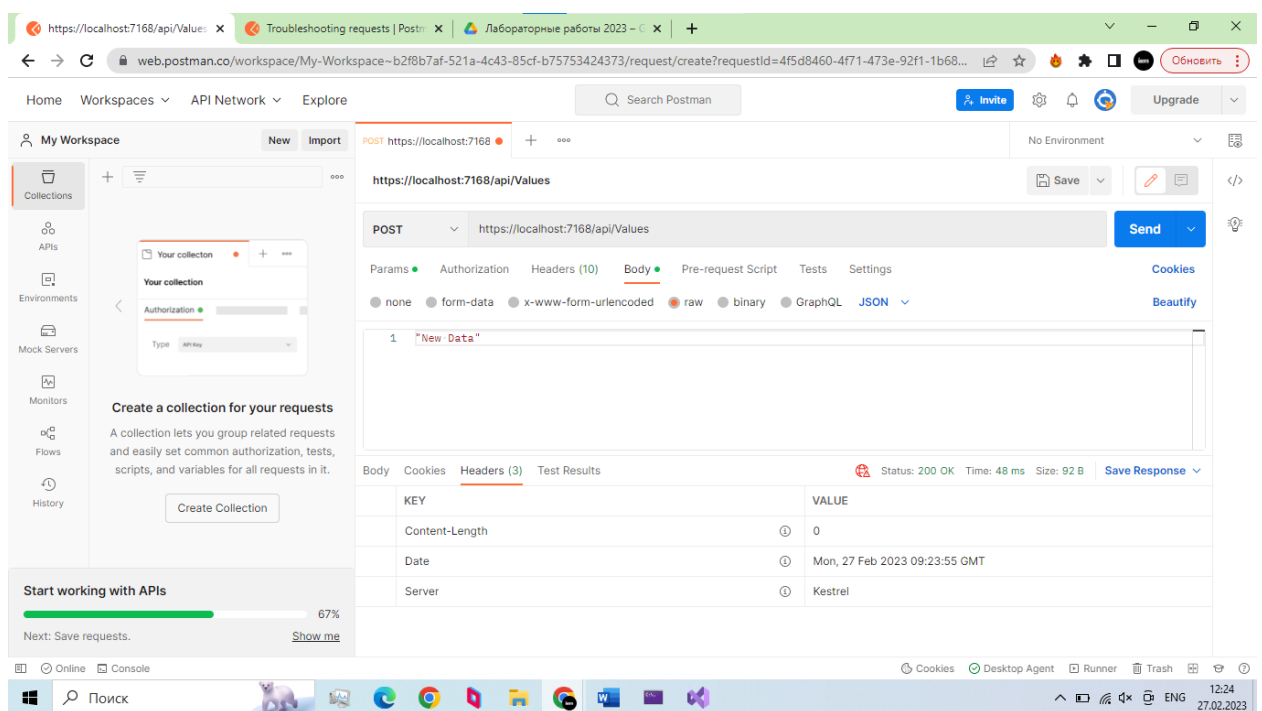 https://localhost:7168/api/Values
Troubleshooting requests | Postm
Лабораторные работы 2023 – G
web.postman.co/workspace/My-Workspace~b2f8b7af-521a-4c43-85cf-b75753424373/request/create?requestId=4f5d8460-4f71-473e-92f1-1b68...
Обновить
Home Workspaces API Network Explore
Search Postman
Invite
Upgrade
My Workspace New Import
POST https://localhost:7168
No Environment
Collections
https://localhost:7168/api/Values
Save
POST https://localhost:7168/api/Values Send
APIs
Your collecton
Params Authorization Headers (10) Body Pre-request Script Tests Settings Cookies
Your collection
Environments
none form-data x-www-form-urlencoded raw binary GraphQL JSON Beautify
Authorization
1 "New Data"
Type API Key
Mock Servers
Monitors
Create a collection for your requests
A collection lets you group related requests
and easily set common authorization, tests,
scripts, and variables for all requests in it.
Flows
Create Collection
History
Body Cookies Headers (3) Test Results Status: 200 OK Time: 48 ms Size: 92 B Save Response
KEY VALUE
Content-Length 0
Date Mon, 27 Feb 2023 09:23:55 GMT
Server Kestrel
Start working with APIs
67%
Next: Save requests. Show me
Online Console
Cookies Desktop Agent Runner Trash
Поиск
ENG
12:24
27.02.2023